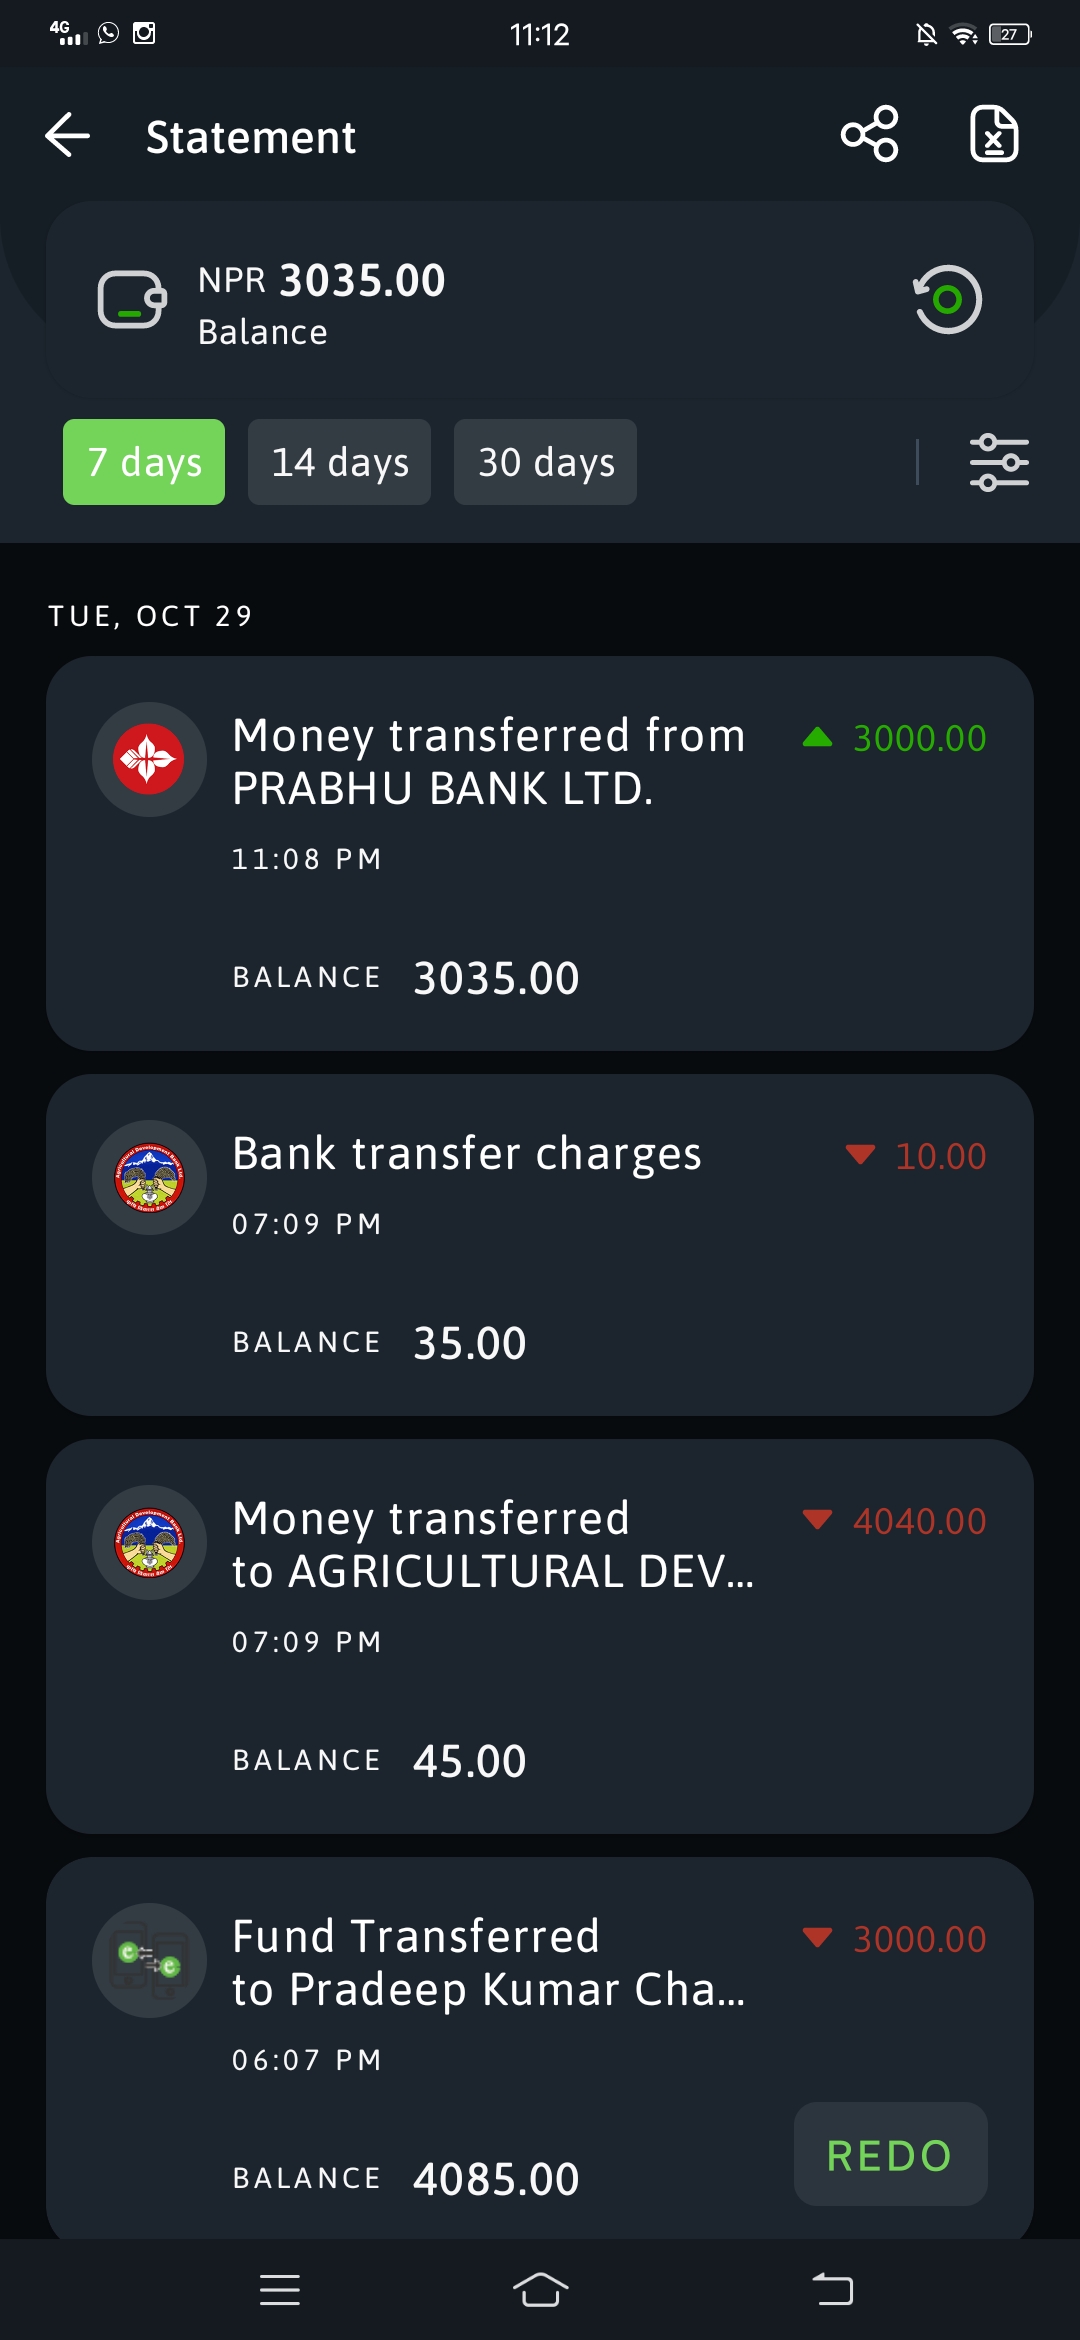 4G 11:12 27
Statement
NPR 3035.00
Balance
7 days 14 days 30 days
TUE, OCT 29
Money transferred from 3000.00
PRABHU BANK LTD.
11:08 PM
BALANCE 3035.00
Bank transfer charges 10.00
07:09 PM
BALANCE 35.00
Money transferred 4040.00
to AGRICULTURAL DEV...
07:09 PM
BALANCE 45.00
Fund Transferred 3000.00
to Pradeep Kumar Cha...
06:07 PM
REDO
BALANCE 4085.00